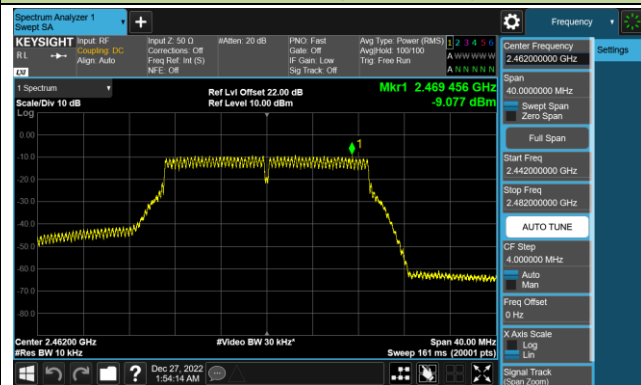 Spectrum Analyzer 1
Swept SA
Frequency
KEYSIGHT
Input: RF
Coupling: DC
Align: Auto
Input Z: 50 Ω
Corrections: Off
Freq Ref: Int (S)
NFE: Off
#Atten: 20 dB
PNO: Fast
Gate: Off
IF Gain: Low
Sig Track: Off
Avg Type: Power (RMS)
Avg|Hold: 100/100
Trig: Free Run
1 2 3 4 5 6
A W W W W W
A N N N N N
RL
LXI
1 Spectrum
Scale/Div 10 dB
Log
Ref Lvl Offset 22.00 dB
Ref Level 10.00 dBm
Mkr1 2.469 456 GHz
-9.077 dBm
1
0.00
-10.0
-20.0
-30.0
-40.0
-50.0
-60.0
-70.0
-80.0
Center 2.46200 GHz
#Res BW 10 kHz
#Video BW 30 kHz*
Span 40.00 MHz
Sweep 161 ms (20001 pts)
Dec 27, 2022
1:54:14 AM
Center Frequency
2.462000000 GHz
Settings
Span
40.0000000 MHz
Swept Span
Zero Span
Full Span
Start Freq
2.442000000 GHz
Stop Freq
2.482000000 GHz
AUTO TUNE
CF Step
4.000000 MHz
Auto
Man
Freq Offset
0 Hz
X Axis Scale
Log
Lin
Signal Track
(Span Zoom)